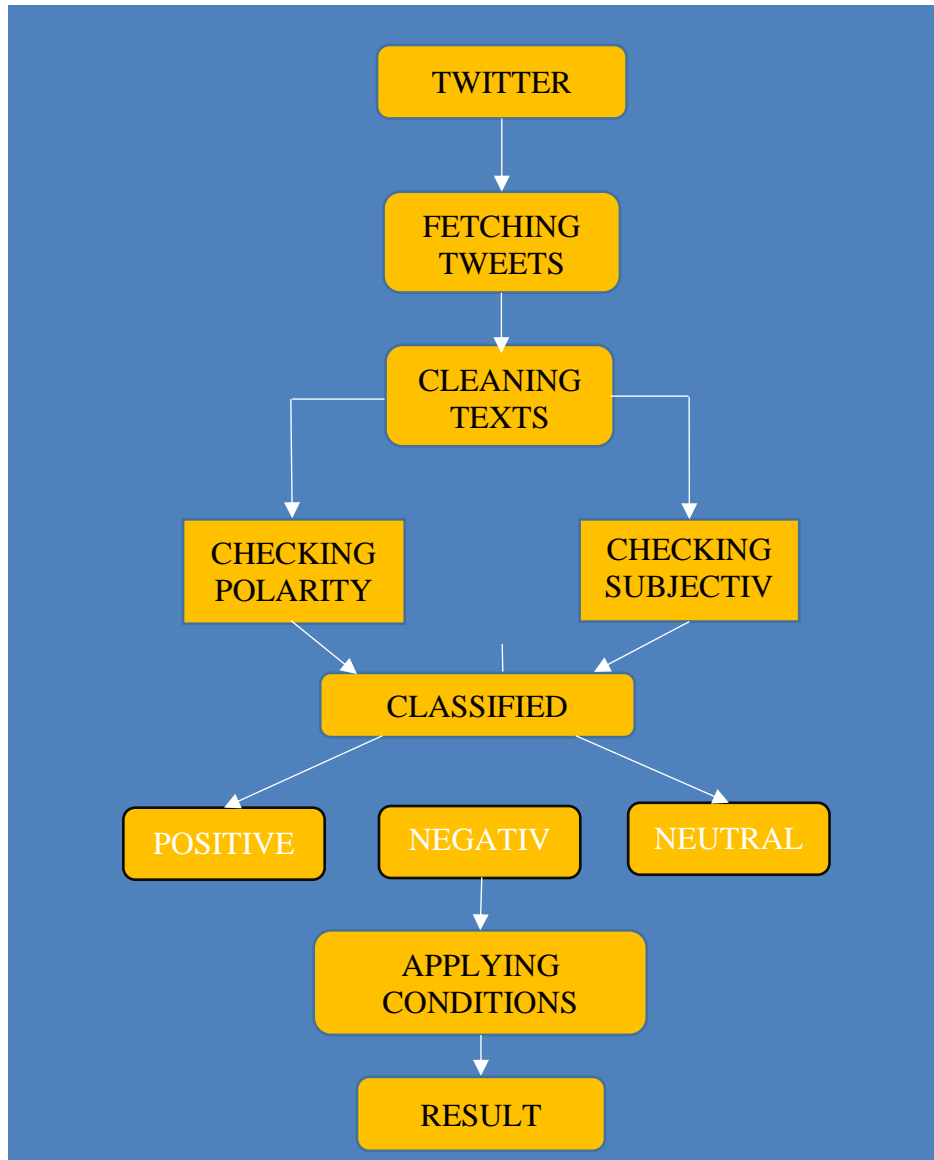 TWITTER
FETCHING
TWEETS
CLEANING
TEXTS
CHECKING
POLARITY
CHECKING
SUBJECTIV
CLASSIFIED
POSITIVE
NEGATIV
NEUTRAL
APPLYING
CONDITIONS
RESULT